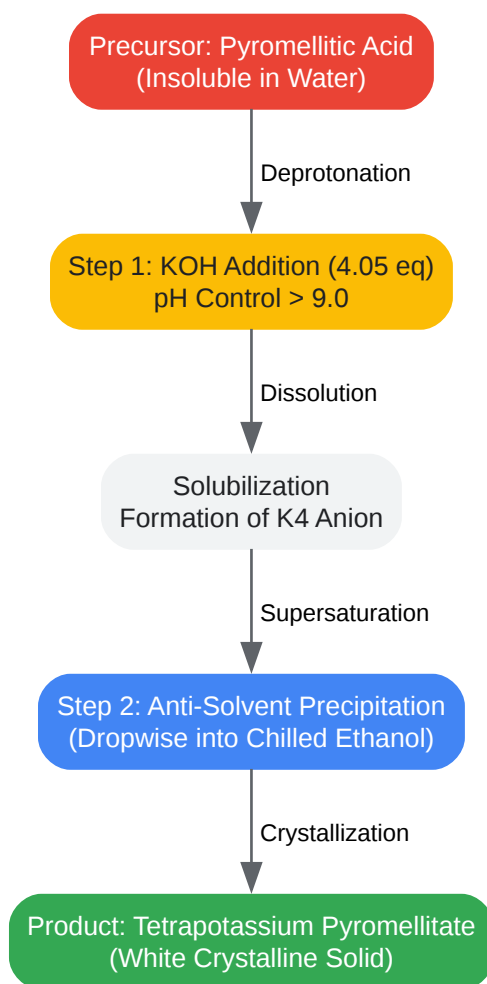 Precursor: Pyromellitic Acid
(Insoluble in Water)
Deprotonation
Step 1: KOH Addition (4.05 eq)
pH Control > 9.0
Dissolution
Solubilization
Formation of K4 Anion
Supersaturation
Step 2: Anti-Solvent Precipitation
(Dropwise into Chilled Ethanol)
Crystallization
Product: Tetrapotassium Pyromellitate
(White Crystalline Solid)